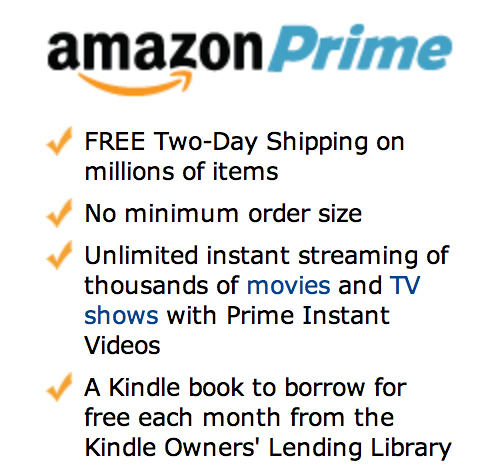 amazonPrime
FREE Two-Day Shipping on
millions of items
No minimum order size
Unlimited instant streaming of
thousands of movies and TV
shows with Prime Instant
Videos
A Kindle book to borrow for
free each month from the
Kindle Owners' Lending Library